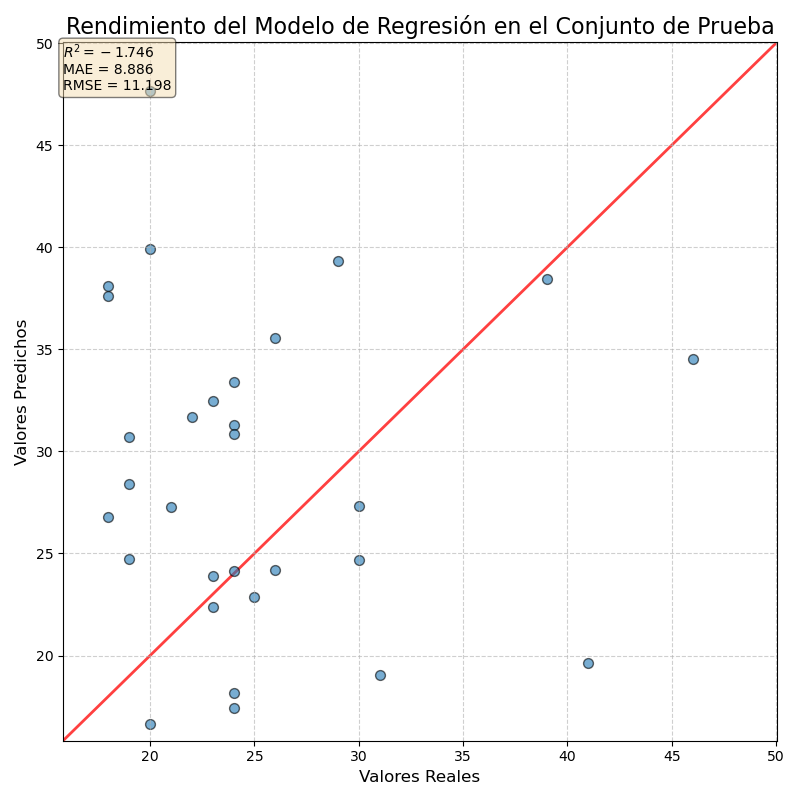 Rendimiento del Modelo de Regresión en el Conjunto de Prueba
R² = −1.746
MAE = 8.886
RMSE = 11.198
50
45
40
35
30
25
20
Valores Predichos
20 25 30 35 40 45 50
Valores Reales